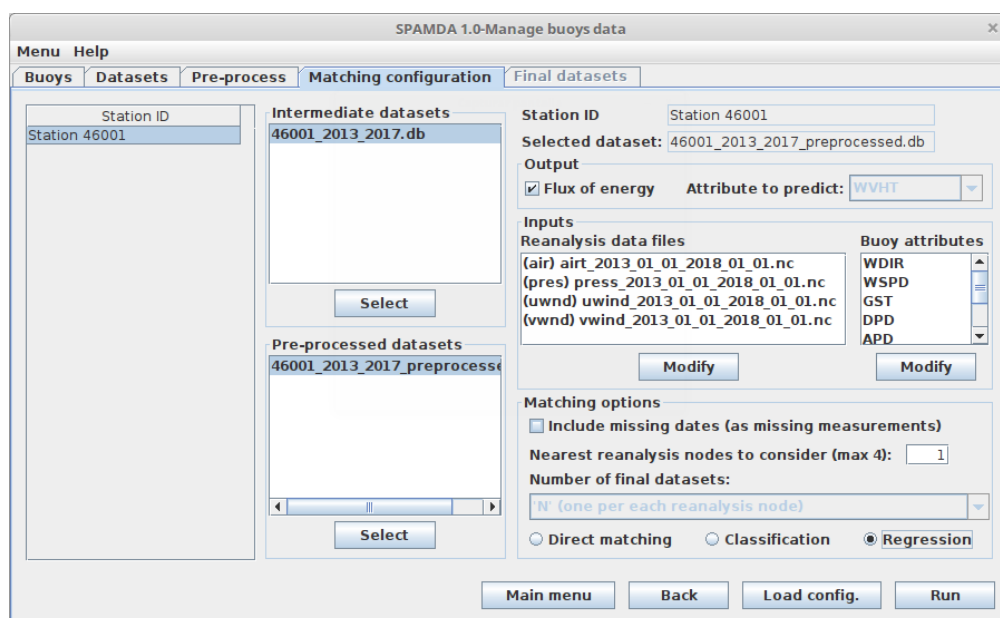 SPAMDA 1.0-Manage buoys data ×
Menu Help
Buoys Datasets Pre-process Matching configuration Final datasets
Station ID
Station 46001
Intermediate datasets
46001_2013_2017.db
Select
Pre-processed datasets
46001_2013_2017_preprocesse
Select
Station ID Station 46001
Selected dataset: 46001_2013_2017_preprocessed.db
Output
Flux of energy Attribute to predict: WVHT
Inputs
Reanalysis data files
(air) airt_2013_01_01_2018_01_01.nc
(pres) press_2013_01_01_2018_01_01.nc
(uwnd) uwind_2013_01_01_2018_01_01.nc
(vwnd) vwind_2013_01_01_2018_01_01.nc
Modify
Buoy attributes
WDIR
WSPD
GST
DPD
APD
Modify
Matching options
Include missing dates (as missing measurements)
Nearest reanalysis nodes to consider (max 4): 1
Number of final datasets:
'N' (one per each reanalysis node)
Direct matching Classification Regression
Main menu Back Load config. Run